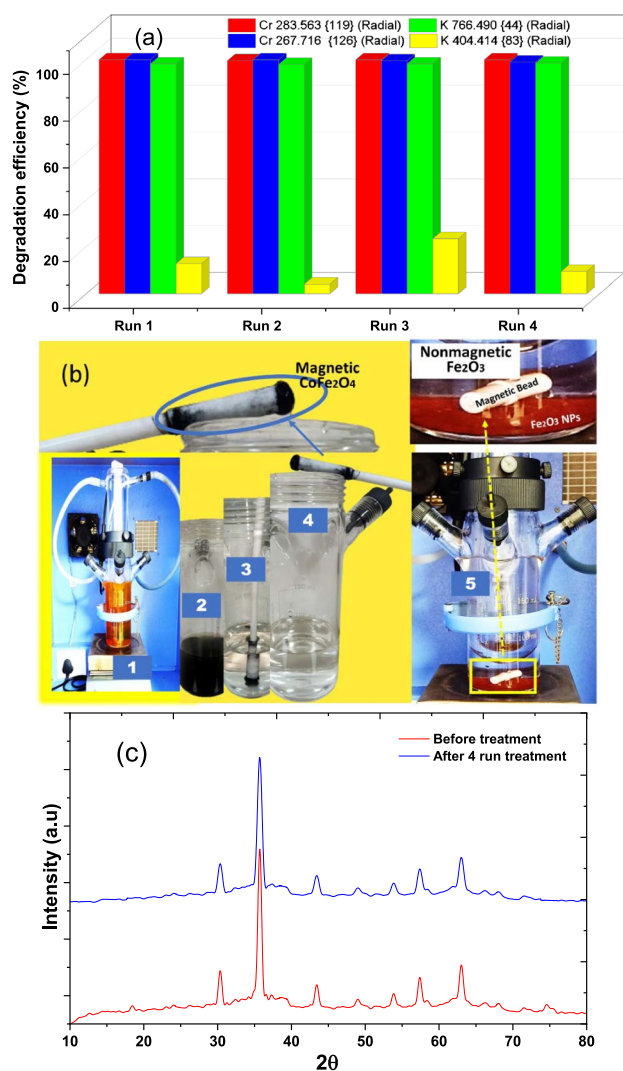 (a)
Cr 283.563 {119} (Radial)
K 766.490 {44} (Radial)
Cr 267.716 {126} (Radial)
K 404.414 {83} (Radial)
Degradation efficiency (%)
100
80
60
40
20
0
Run 1
Run 2
Run 3
Run 4
(b)
Magnetic
CoFe₂O₄
Nonmagnetic
Fe₂O₃
Magnetic Bead
Fe₂O₃ NPs
1
2
3
4
5
(c)
Before treatment
After 4 run treatment
Intensity (a.u)
10
20
30
40
50
60
70
80
2θ